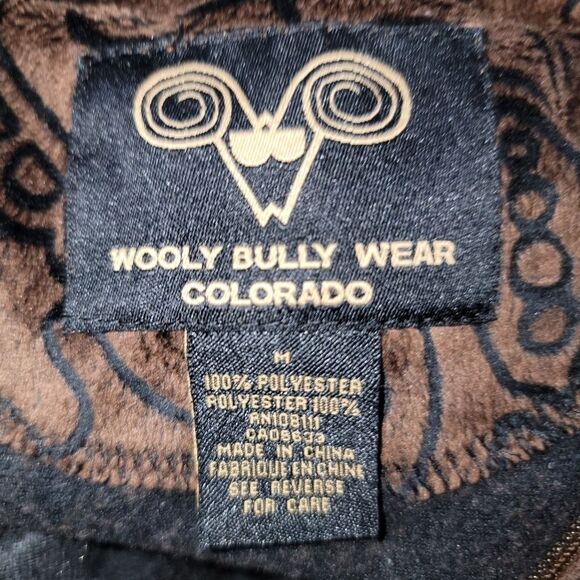 WOOLY BULLY WEAR
COLORADO
M
100% POLYESTER
POLYESTER 100%
RN108111
CA06633
MADE IN CHINA
FABRIQUE EN CHINE
SEE REVERSE
FOR CARE